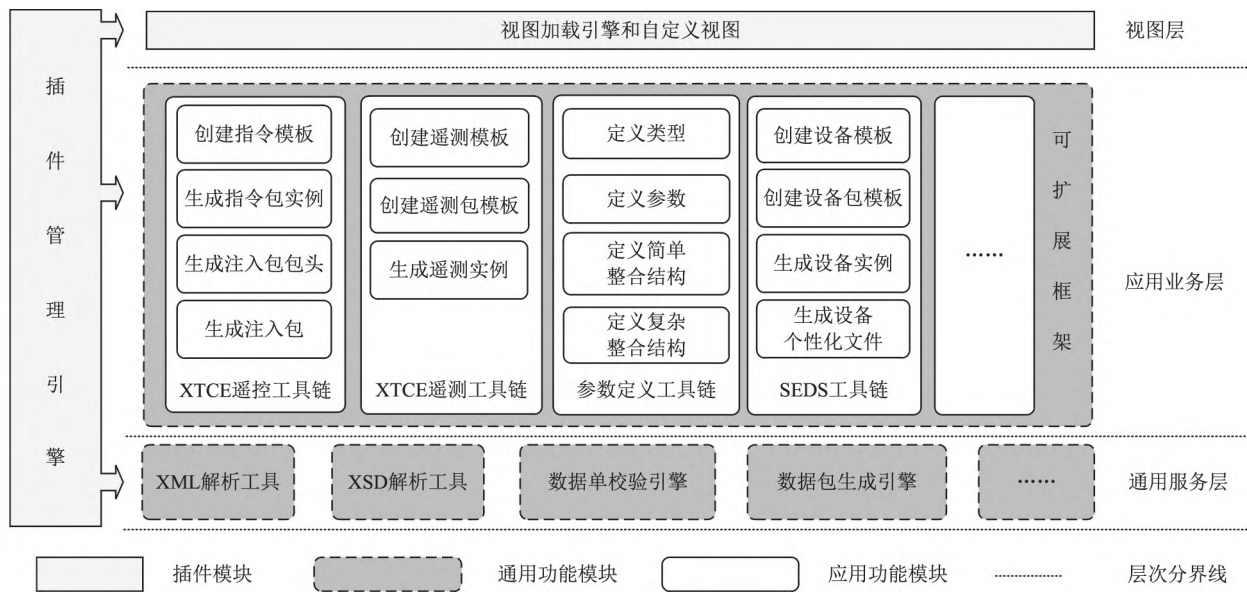 插件管理引擎
视图加载引擎和自定义视图
视图层
创建指令模板
生成指令包实例
生成注入包包头
生成注入包
XTCE遥控工具链
创建遥测模板
创建遥测包模板
生成遥测实例
XTCE遥测工具链
定义类型
定义参数
定义简单
整合结构
定义复杂
整合结构
参数定义工具链
创建设备模板
创建设备包模板
生成设备实例
生成设备
个性化文件
SEDS工具链
……
可扩展框架
应用业务层
XML解析工具
XSD解析工具
数据单校验引擎
数据包生成引擎
……
通用服务层
插件模块
通用功能模块
应用功能模块
层次分界线